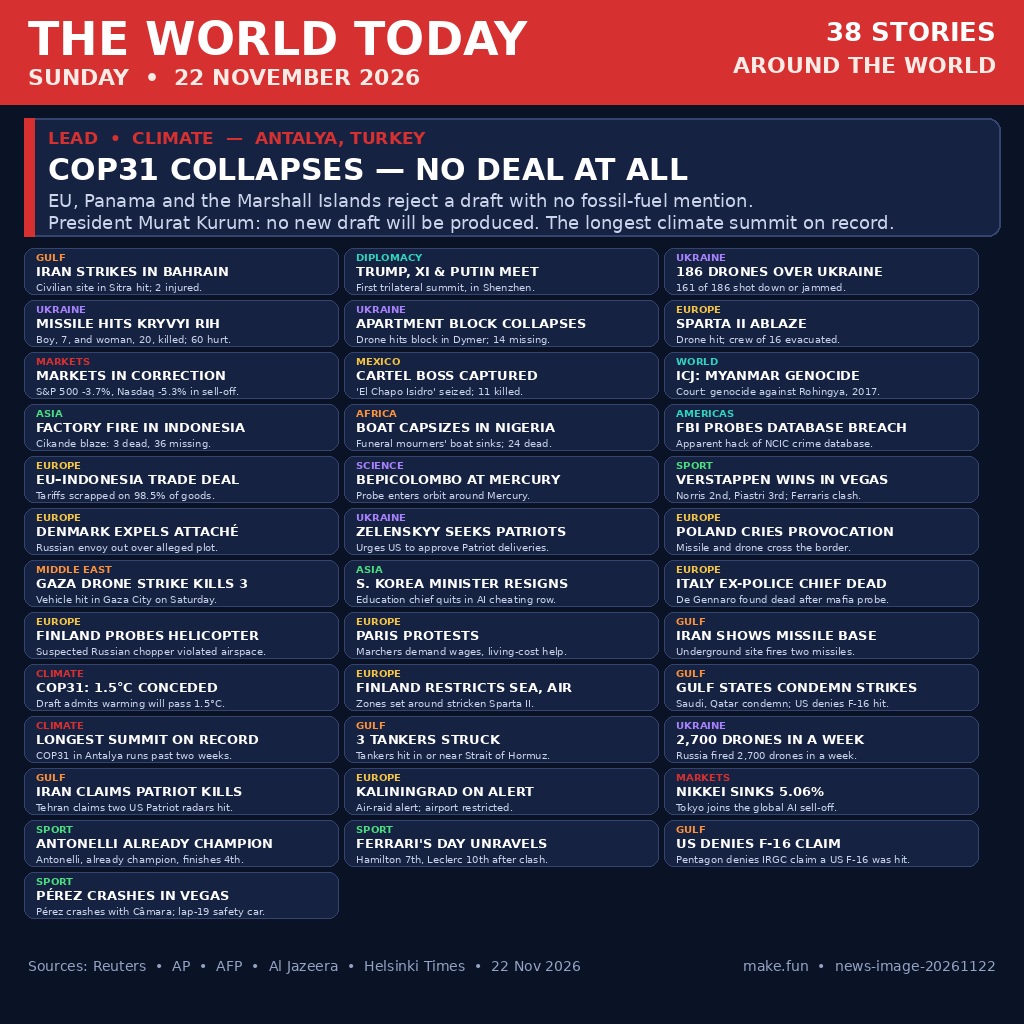 THE WORLD TODAY
SUNDAY • 22 NOVEMBER 2026
38 STORIES
AROUND THE WORLD
LEAD • CLIMATE — ANTALYA, TURKEY
COP31 COLLAPSES — NO DEAL AT ALL
EU, Panama and the Marshall Islands reject a draft with no fossil-fuel mention.
President Murat Kurum: no new draft will be produced. The longest climate summit on record.
GULF
IRAN STRIKES IN BAHRAIN
Civilian site in Sitra hit; 2 injured.
DIPLOMACY
TRUMP, XI & PUTIN MEET
First trilateral summit, in Shenzhen.
UKRAINE
186 DRONES OVER UKRAINE
161 of 186 shot down or jammed.
UKRAINE
MISSILE HITS KRYVYI RIH
Boy, 7, and woman, 20, killed; 60 hurt.
UKRAINE
APARTMENT BLOCK COLLAPSES
Drone hits block in Dymer; 14 missing.
EUROPE
SPARTA II ABLAZE
Drone hit; crew of 16 evacuated.
MARKETS
MARKETS IN CORRECTION
S&P 500 -3.7%, Nasdaq -5.3% in sell-off.
MEXICO
CARTEL BOSS CAPTURED
'El Chapo Isidro' seized; 11 killed.
WORLD
ICJ: MYANMAR GENOCIDE
Court: genocide against Rohingya, 2017.
ASIA
FACTORY FIRE IN INDONESIA
Cikande blaze: 3 dead, 36 missing.
AFRICA
BOAT CAPSIZES IN NIGERIA
Funeral mourners' boat sinks; 24 dead.
AMERICAS
FBI PROBES DATABASE BREACH
Apparent hack of NCIC crime database.
EUROPE
EU–INDONESIA TRADE DEAL
Tariffs scrapped on 98.5% of goods.
SCIENCE
BEPICOLOMBO AT MERCURY
Probe enters orbit around Mercury.
SPORT
VERSTAPPEN WINS IN VEGAS
Norris 2nd, Piastri 3rd; Ferraris clash.
EUROPE
DENMARK EXPELS ATTACHÉ
Russian envoy out over alleged plot.
UKRAINE
ZELENSKYY SEEKS PATRIOTS
Urges US to approve Patriot deliveries.
EUROPE
POLAND CRIES PROVOCATION
Missile and drone cross the border.
MIDDLE EAST
GAZA DRONE STRIKE KILLS 3
Vehicle hit in Gaza City on Saturday.
ASIA
S. KOREA MINISTER RESIGNS
Education chief quits in AI cheating row.
EUROPE
ITALY EX-POLICE CHIEF DEAD
De Gennaro found dead after mafia probe.
EUROPE
FINLAND PROBES HELICOPTER
Suspected Russian chopper violated airspace.
EUROPE
PARIS PROTESTS
Marchers demand wages, living-cost help.
GULF
IRAN SHOWS MISSILE BASE
Underground site fires two missiles.
CLIMATE
COP31: 1.5°C CONCEDED
Draft admits warming will pass 1.5°C.
EUROPE
FINLAND RESTRICTS SEA, AIR
Zones set around stricken Sparta II.
GULF
GULF STATES CONDEMN STRIKES
Saudi, Qatar condemn; US denies F-16 hit.
CLIMATE
LONGEST SUMMIT ON RECORD
COP31 in Antalya runs past two weeks.
GULF
3 TANKERS STRUCK
Tankers hit in or near Strait of Hormuz.
UKRAINE
2,700 DRONES IN A WEEK
Russia fired 2,700 drones in a week.
GULF
IRAN CLAIMS PATRIOT KILLS
Tehran claims two US Patriot radars hit.
EUROPE
KALININGRAD ON ALERT
Air-raid alert; airport restricted.
MARKETS
NIKKEI SINKS 5.06%
Tokyo joins the global AI sell-off.
SPORT
ANTONELLI ALREADY CHAMPION
Antonelli, already champion, finishes 4th.
SPORT
FERRARI'S DAY UNRAVELS
Hamilton 7th, Leclerc 10th after clash.
GULF
US DENIES F-16 CLAIM
Pentagon denies IRGC claim a US F-16 was hit.
SPORT
PÉREZ CRASHES IN VEGAS
Pérez crashes with Câmara; lap-19 safety car.
Sources: Reuters • AP • AFP • Al Jazeera • Helsinki Times • 22 Nov 2026
make.fun • news-image-20261122